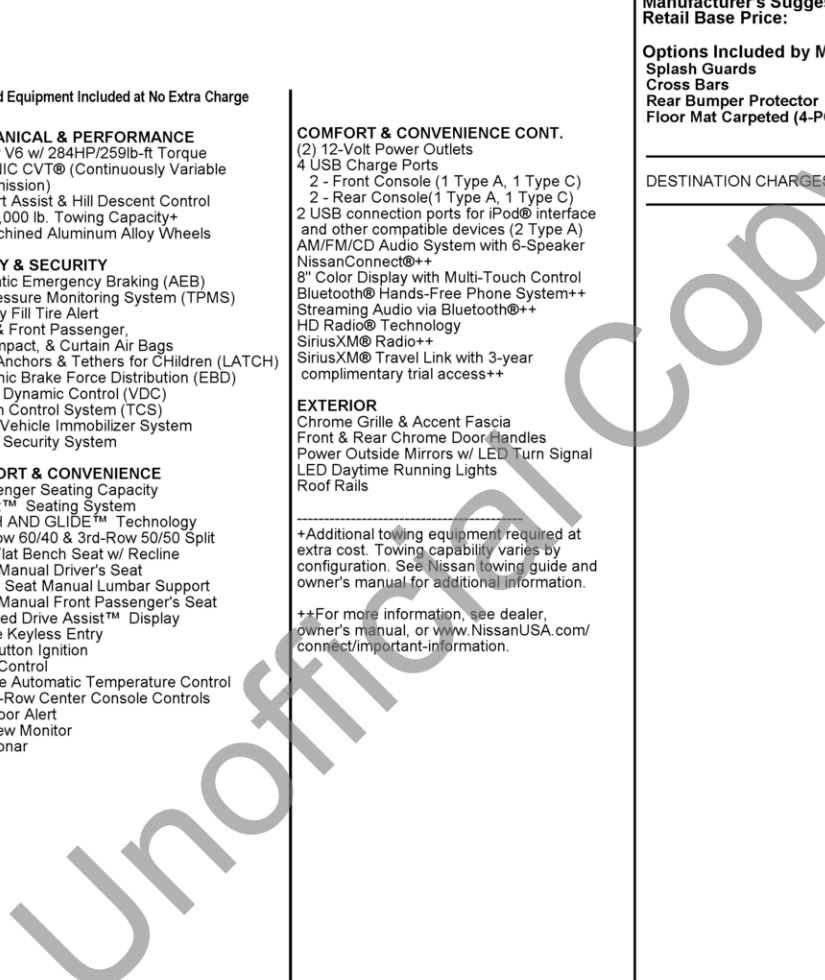 d Equipment Included at No Extra Charge
ANICAL & PERFORMANCE
V6 w/ 284HP/259lb-ft Torque
NIC CVT® (Continuously Variable
mission)
rt Assist & Hill Descent Control
,000 lb. Towing Capacity+
chined Aluminum Alloy Wheels
Y & SECURITY
tic Emergency Braking (AEB)
essure Monitoring System (TPMS)
y Fill Tire Alert
& Front Passenger,
mpact, & Curtain Air Bags
Anchors & Tethers for CHildren (LATCH)
nic Brake Force Distribution (EBD)
Dynamic Control (VDC)
n Control System (TCS)
Vehicle Immobilizer System
Security System
ORT & CONVENIENCE
enger Seating Capacity
™ Seating System
H AND GLIDE™ Technology
ow 60/40 & 3rd-Row 50/50 Split
lat Bench Seat w/ Recline
Manual Driver's Seat
Seat Manual Lumbar Support
Manual Front Passenger's Seat
ed Drive Assist™ Display
e Keyless Entry
utton Ignition
Control
e Automatic Temperature Control
-Row Center Console Controls
oor Alert
ew Monitor
onar
COMFORT & CONVENIENCE CONT.
(2) 12-Volt Power Outlets
4 USB Charge Ports
2 - Front Console (1 Type A, 1 Type C)
2 - Rear Console(1 Type A, 1 Type C)
2 USB connection ports for iPod® interface
and other compatible devices (2 Type A)
AM/FM/CD Audio System with 6-Speaker
NissanConnect®++
8" Color Display with Multi-Touch Control
Bluetooth® Hands-Free Phone System++
Streaming Audio via Bluetooth®++
HD Radio® Technology
SiriusXM® Radio++
SiriusXM® Travel Link with 3-year
complimentary trial access++
EXTERIOR
Chrome Grille & Accent Fascia
Front & Rear Chrome Door Handles
Power Outside Mirrors w/ LED Turn Signal
LED Daytime Running Lights
Roof Rails
-------------------------------------------
+Additional towing equipment required at
extra cost. Towing capability varies by
configuration. See Nissan towing guide and
owner's manual for additional information.
++For more information, see dealer,
owner's manual, or www.NissanUSA.com/
connect/important-information.
Manufacturer's Sugges
Retail Base Price:
Options Included by M
Splash Guards
Cross Bars
Rear Bumper Protector
Floor Mat Carpeted (4-P
DESTINATION CHARGES
Unofficial Copy